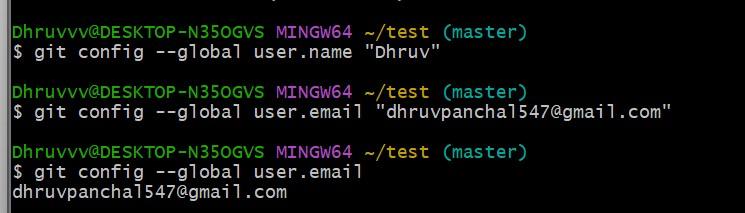 Dhruvvv@DESKTOP-N35OGVS MINGW64 ~/test (master)
$ git config --global user.name "Dhruv"
Dhruvvv@DESKTOP-N35OGVS MINGW64 ~/test (master)
$ git config --global user.email "dhruvpanchal547@gmail.com"
Dhruvvv@DESKTOP-N35OGVS MINGW64 ~/test (master)
$ git config --global user.email
dhruvpanchal547@gmail.com